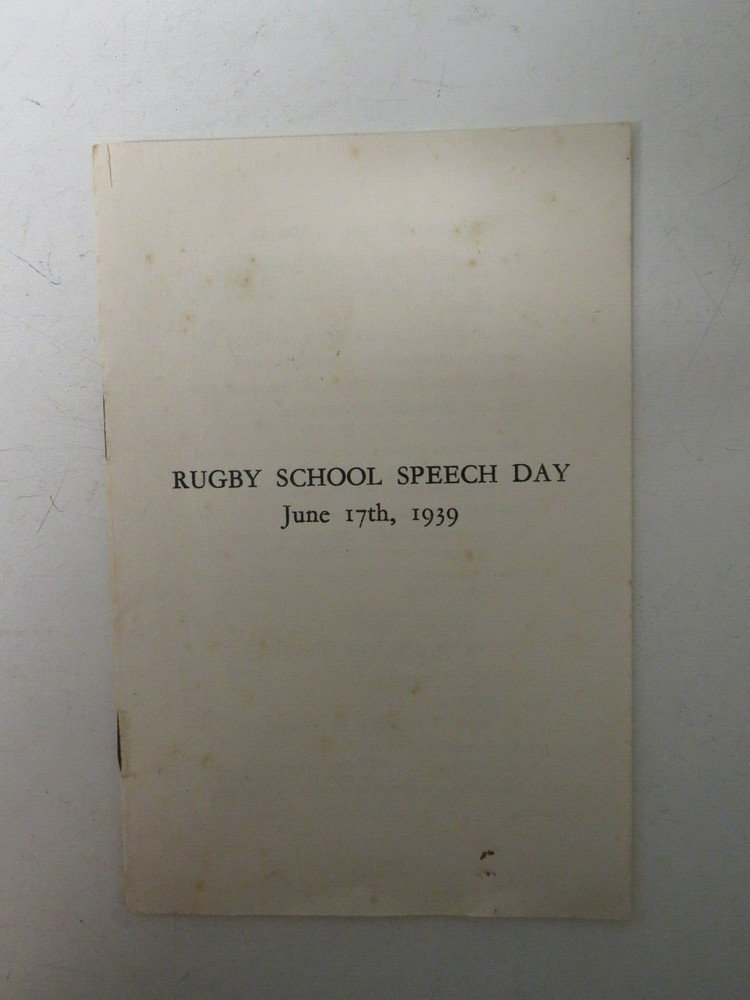 RUGBY SCHOOL SPEECH DAY
June 17th, 1939